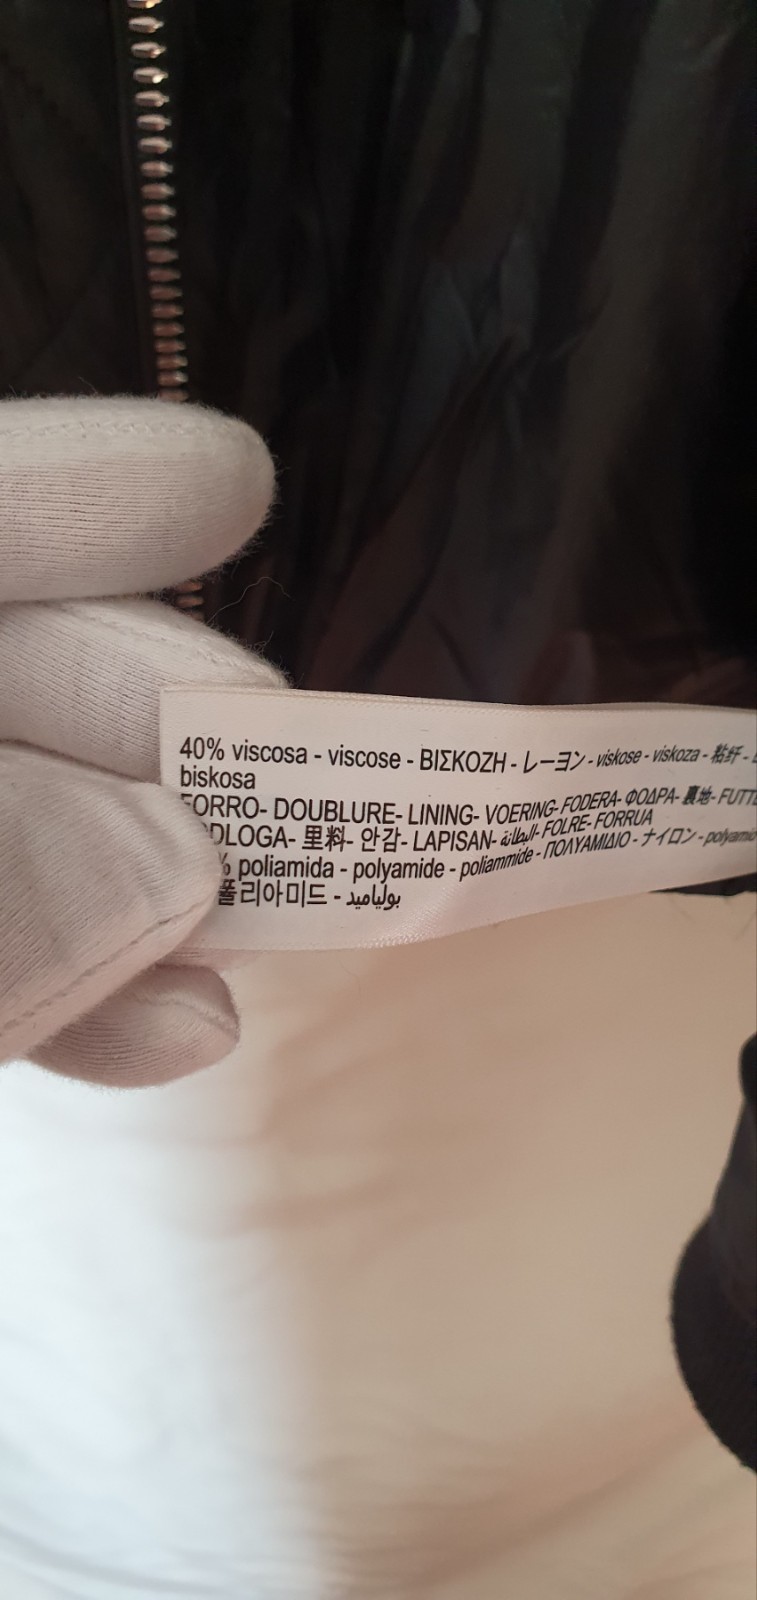 40% viscosa - viscose - ΒΙΣΚΟΖΗ - レーヨン - viskose - viskoza - 粘纤 -
biskosa
FORRO- DOUBLURE- LINING- VOERING- FODERA- ΦΟΔΡΑ- 裏地- FUTTE
ODLOGA- 里料- 안감- LAPISAN- البطانة- FOLRE- FORRUA
% poliamida - polyamide - poliammide - ΠΟΛΥΑΜΙΔΙΟ - ナイロン - polyamid
폴리아미드 - بولياميد